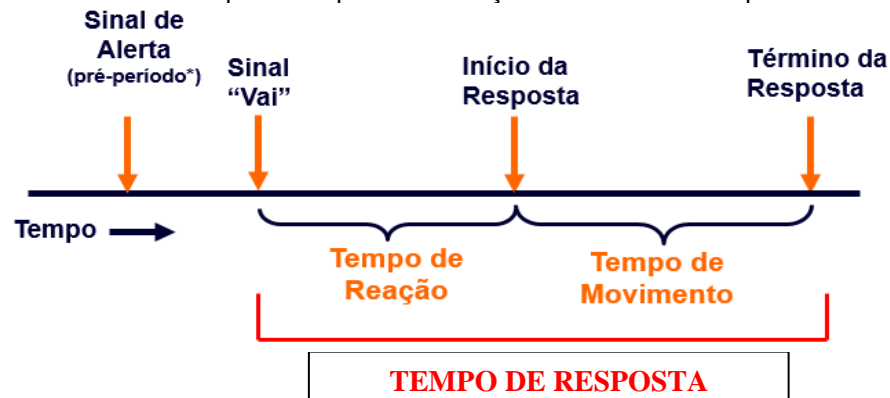 Sinal de
Alerta
(pré-período*)
Sinal
“Vai”
Início da
Resposta
Término da
Resposta
Tempo
Tempo de
Reação
Tempo de
Movimento
TEMPO DE RESPOSTA